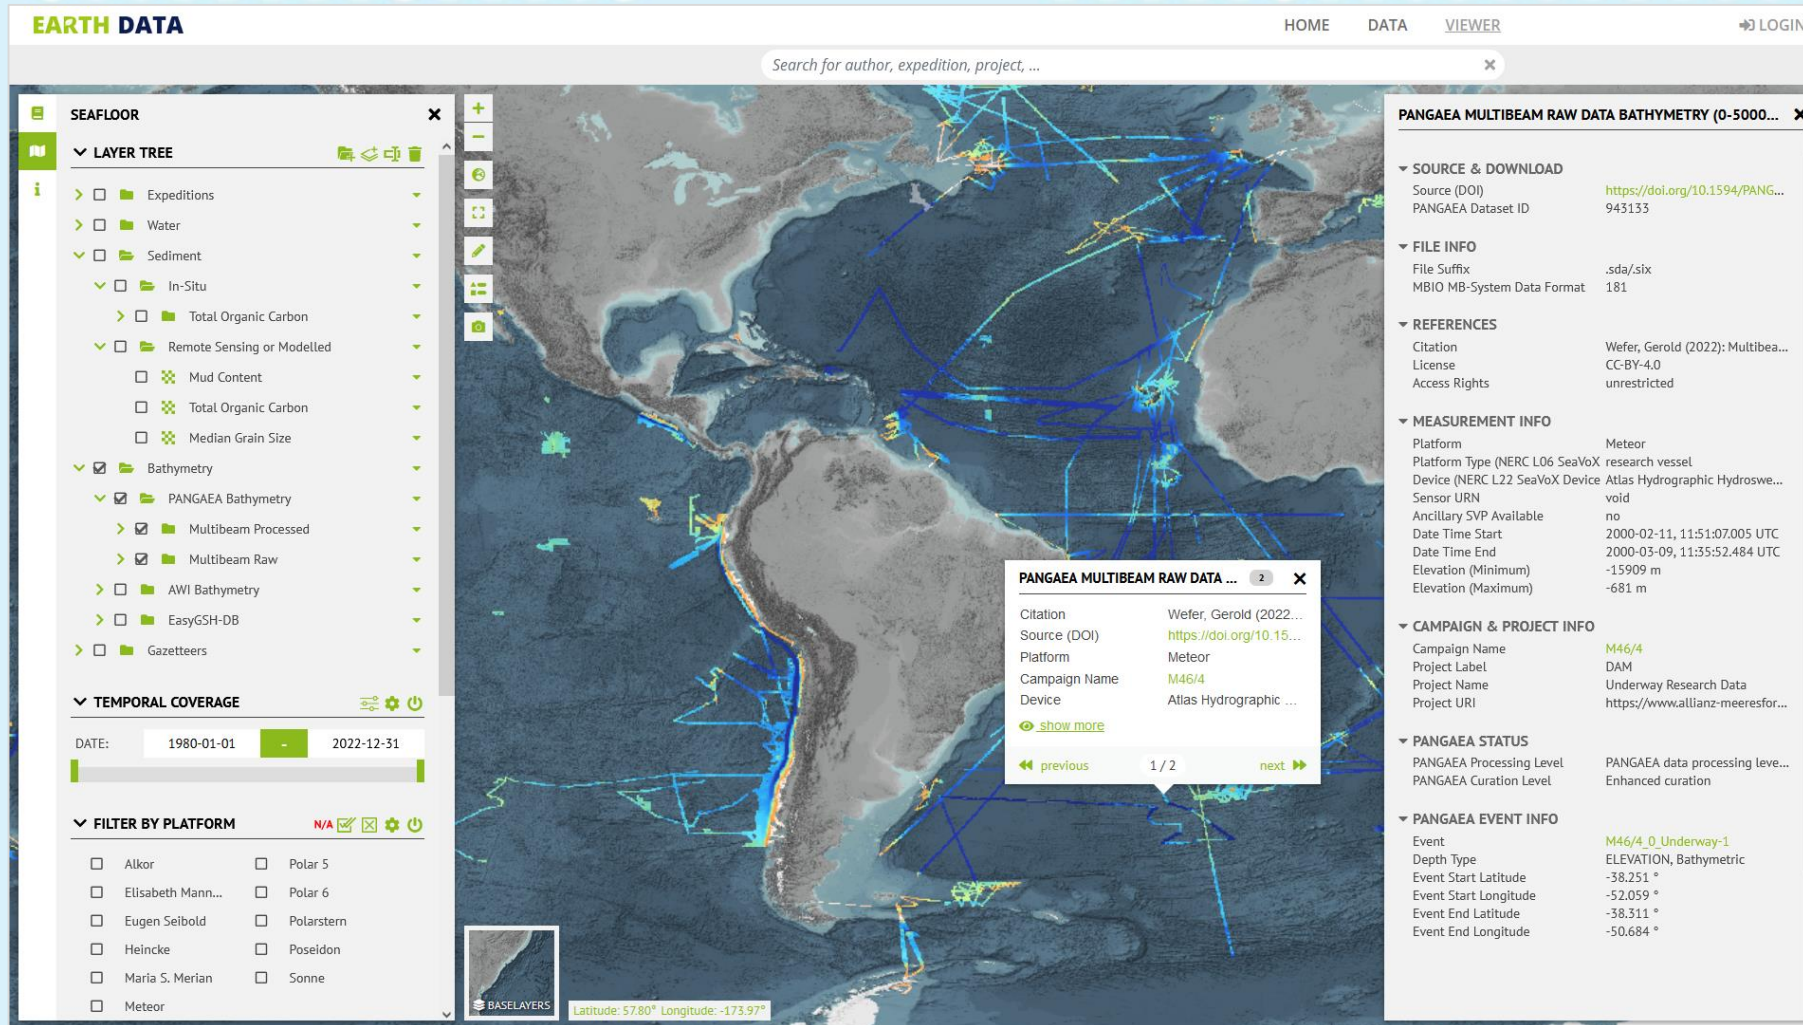 EARTH DATA
HOME DATA VIEWER LOGIN
Search for author, expedition, project, ...
SEAFLOOR
LAYER TREE
Expeditions
Water
Sediment
In-Situ
Total Organic Carbon
Remote Sensing or Modelled
Mud Content
Total Organic Carbon
Median Grain Size
Bathymetry
PANGAEA Bathymetry
Multibeam Processed
Multibeam Raw
AWI Bathymetry
EasyGSH-DB
Gazetteers
TEMPORAL COVERAGE
DATE: 1980-01-01 - 2022-12-31
FILTER BY PLATFORM N/A
Alkor Polar 5
Elisabeth Mann... Polar 6
Eugen Seibold Polarstern
Heincke Poseidon
Maria S. Merian Sonne
Meteor
BASELAYERS
Latitude: 57.80° Longitude: -173.97°
PANGAEA MULTIBEAM RAW DATA ... 2
Citation Wefer, Gerold (2022...
Source (DOI) https://doi.org/10.15...
Platform Meteor
Campaign Name M46/4
Device Atlas Hydrographic ...
show more
previous 1 / 2 next
PANGAEA MULTIBEAM RAW DATA BATHYMETRY (0-5000...
SOURCE & DOWNLOAD
Source (DOI) https://doi.org/10.1594/PANG...
PANGAEA Dataset ID 943133
FILE INFO
File Suffix .sda/.six
MBIO MB-System Data Format 181
REFERENCES
Citation Wefer, Gerold (2022): Multibea...
License CC-BY-4.0
Access Rights unrestricted
MEASUREMENT INFO
Platform Meteor
Platform Type (NERC L06 SeaVoX research vessel
Device (NERC L22 SeaVoX Device Atlas Hydrographic Hydroswe...
Sensor URN void
Ancillary SVP Available no
Date Time Start 2000-02-11, 11:51:07.005 UTC
Date Time End 2000-03-09, 11:35:52.484 UTC
Elevation (Minimum) -15909 m
Elevation (Maximum) -681 m
CAMPAIGN & PROJECT INFO
Campaign Name M46/4
Project Label DAM
Project Name Underway Research Data
Project URI https://www.allianz-meeresfor...
PANGAEA STATUS
PANGAEA Processing Level PANGAEA data processing leve...
PANGAEA Curation Level Enhanced curation
PANGAEA EVENT INFO
Event M46/4_0_Underway-1
Depth Type ELEVATION, Bathymetric
Event Start Latitude -38.251 °
Event Start Longitude -52.059 °
Event End Latitude -38.311 °
Event End Longitude -50.684 °